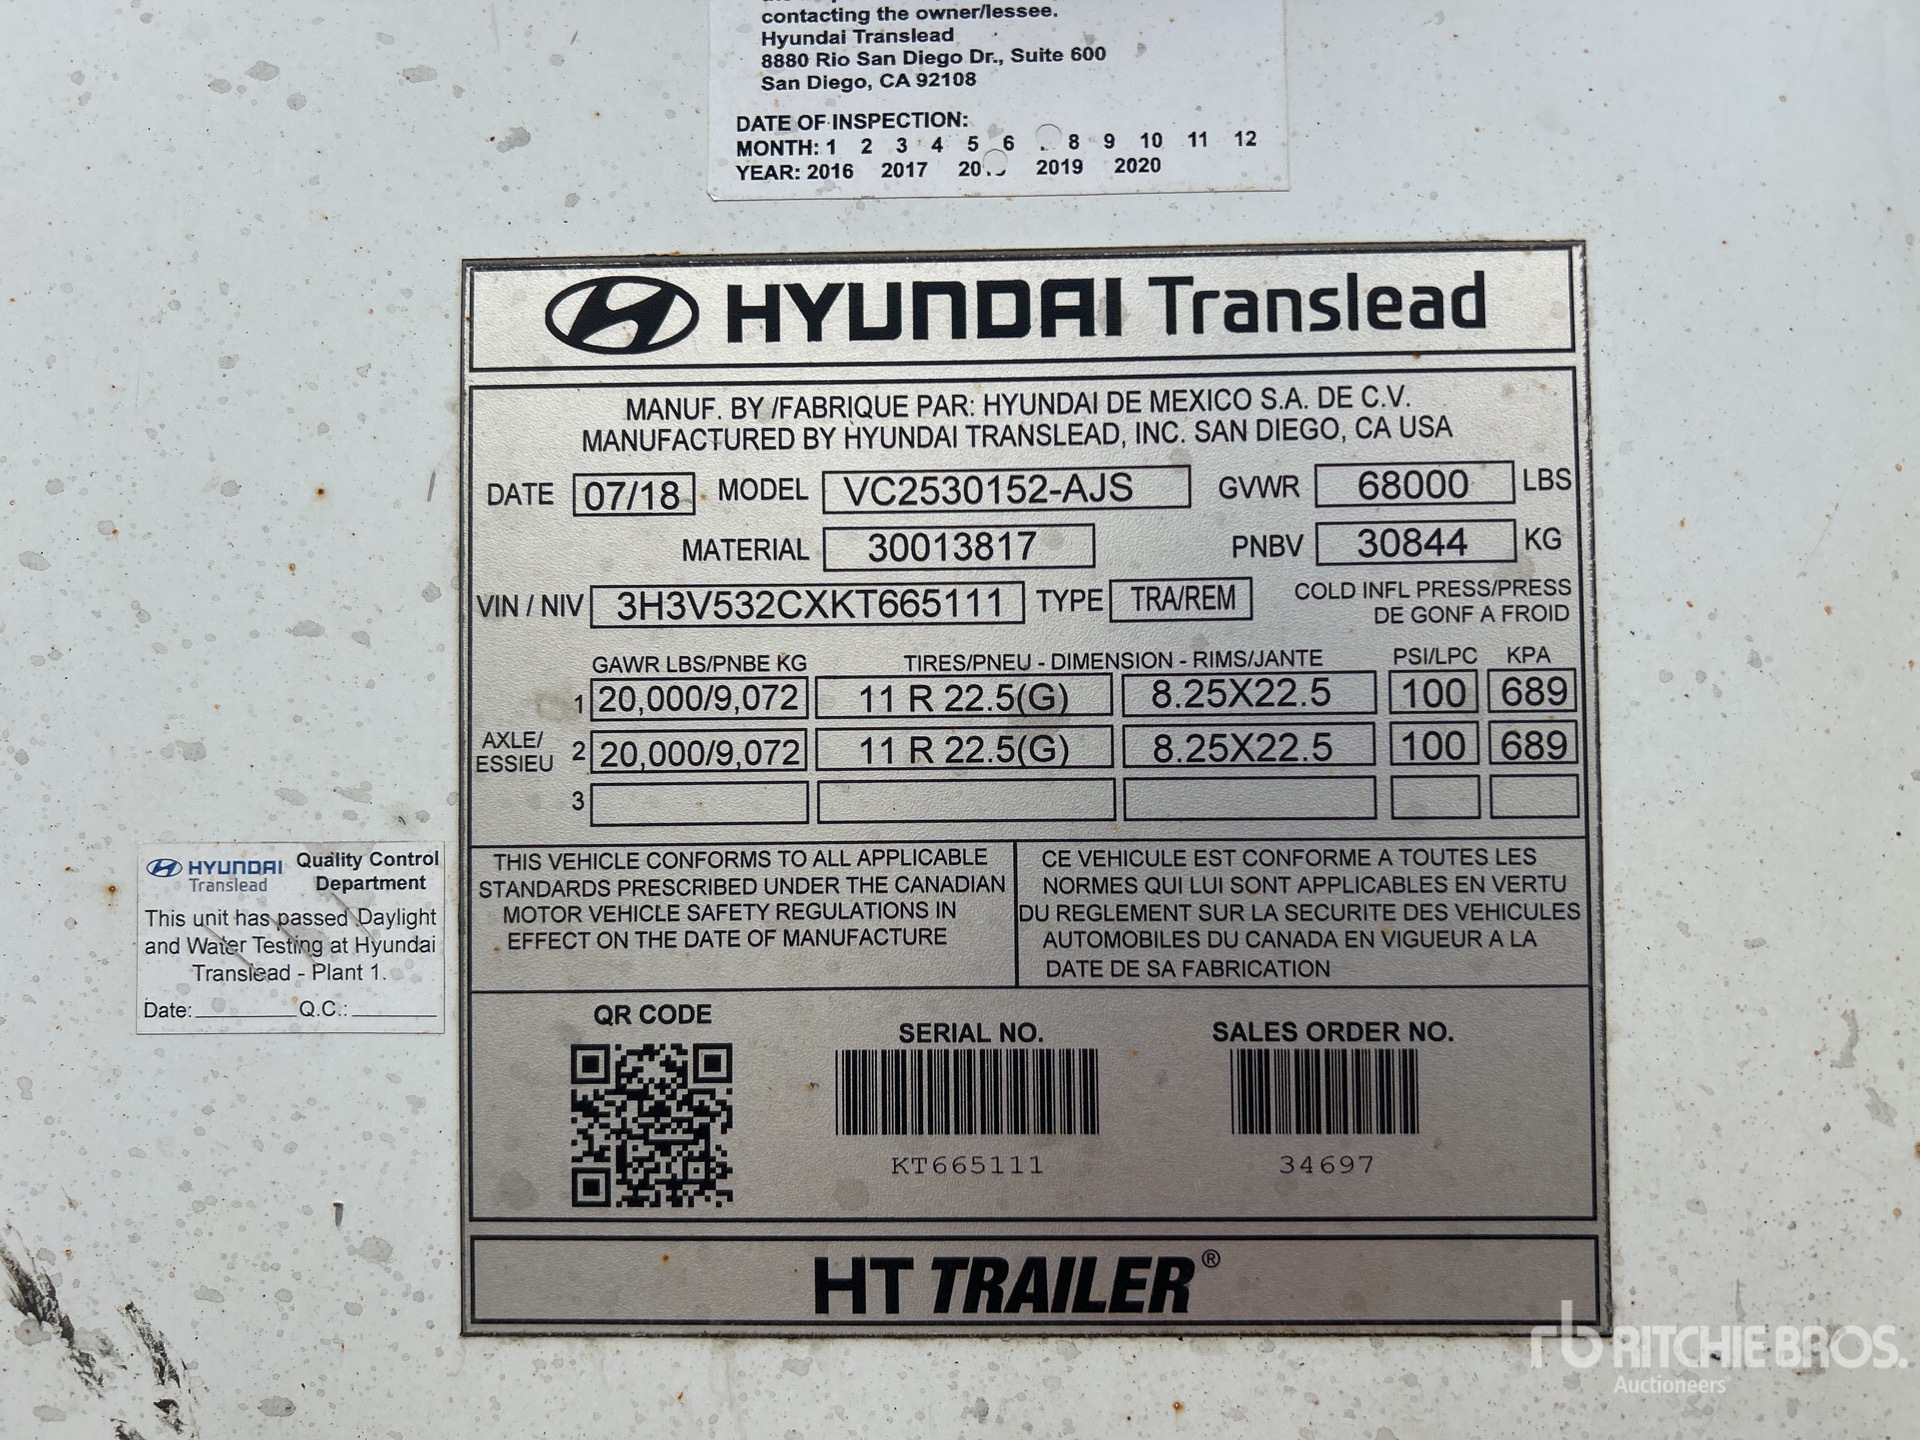 contacting the owner/lessee.
Hyundai Translead
8880 Rio San Diego Dr., Suite 600
San Diego, CA 92108
DATE OF INSPECTION:
MONTH: 1 2 3 4 5 6 8 9 10 11 12
YEAR: 2016 2017 2019 2020
HYUNDAI Translead
MANUF. BY /FABRIQUE PAR: HYUNDAI DE MEXICO S.A. DE C.V.
MANUFACTURED BY HYUNDAI TRANSLEAD, INC. SAN DIEGO, CA USA
DATE 07/18 MODEL VC2530152-AJS GVWR 68000 LBS
MATERIAL 30013817 PNBV 30844 KG
VIN / NIV 3H3V532CXKT665111 TYPE TRA/REM COLD INFL PRESS/PRESS
DE GONF A FROID
GAWR LBS/PNBE KG TIRES/PNEU - DIMENSION - RIMS/JANTE PSI/LPC KPA
1 20,000/9,072 11 R 22.5(G) 8.25X22.5 100 689
AXLE/
ESSIEU
2 20,000/9,072 11 R 22.5(G) 8.25X22.5 100 689
3
THIS VEHICLE CONFORMS TO ALL APPLICABLE
STANDARDS PRESCRIBED UNDER THE CANADIAN
MOTOR VEHICLE SAFETY REGULATIONS IN
EFFECT ON THE DATE OF MANUFACTURE
CE VEHICULE EST CONFORME A TOUTES LES
NORMES QUI LUI SONT APPLICABLES EN VERTU
DU REGLEMENT SUR LA SECURITE DES VEHICULES
AUTOMOBILES DU CANADA EN VIGUEUR A LA
DATE DE SA FABRICATION
QR CODE
SERIAL NO.
KT665111
SALES ORDER NO.
34697
HT TRAILER®
HYUNDAI
Translead
Quality Control
Department
This unit has passed Daylight
and Water Testing at Hyundai
Translead - Plant 1.
Date: Q.C.:
rb RITCHIE BROS.
Auctioneers